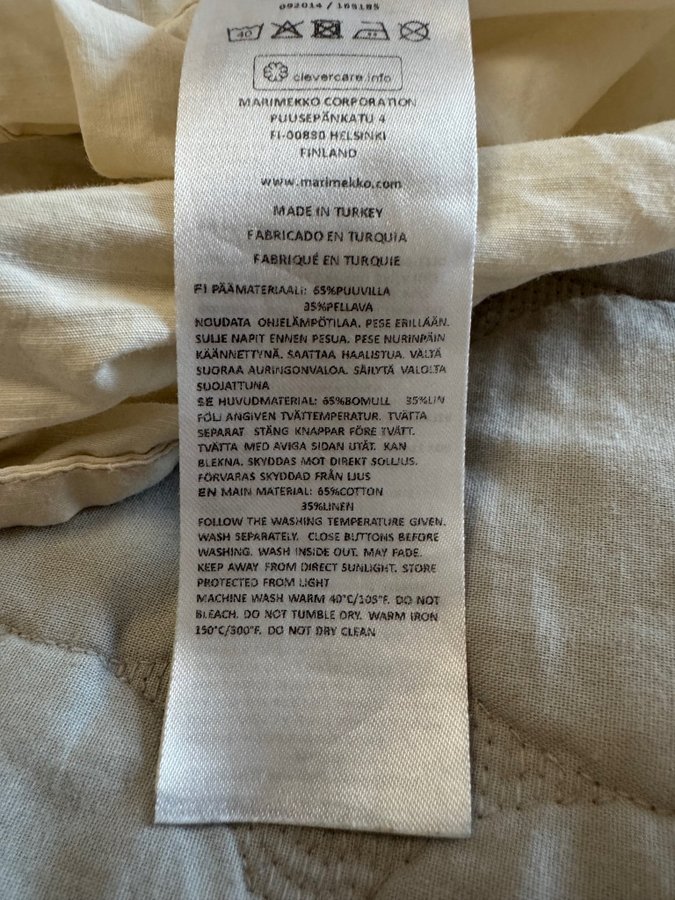 092014 / 105185
40
clevercare.info
MARIMEKKO CORPORATION
PUUSEPÄNKATU 4
FI-00880 HELSINKI
FINLAND
www.marimekko.com
MADE IN TURKEY
FABRICADO EN TURQUIA
FABRIQUÉ EN TURQUIE
FI PÄÄMATERIAALI: 65%PUUVILLA
35%PELLAVA
NOUDATA OHJELÄMPÖTILAA. PESE ERILLÄÄN.
SULJE NAPIT ENNEN PESUA. PESE NURINPÄIN
KÄÄNNETTYNÄ. SAATTAA HAALISTUA. VÄLTÄ
SUORAA AURINGONVALOA. SÄILYTÄ VALOLTA
SUOJATTUNA
SE HUVUDMATERIAL: 65%BOMULL 35%LIN
FÖLJ ANGIVEN TVÄTTEMPERATUR. TVÄTTA
SEPARAT STÄNG KNAPPAR FÖRE TVÄTT.
TVÄTTA MED AVIGA SIDAN UTÅT. KAN
BLEKNA. SKYDDAS MOT DIREKT SOLLJUS.
FÖRVARAS SKYDDAD FRÅN LJUS
EN MAIN MATERIAL: 65%COTTON
35%LINEN
FOLLOW THE WASHING TEMPERATURE GIVEN.
WASH SEPARATELY. CLOSE BUTTONS BEFORE
WASHING. WASH INSIDE OUT. MAY FADE.
KEEP AWAY FROM DIRECT SUNLIGHT. STORE
PROTECTED FROM LIGHT
MACHINE WASH WARM 40°C/105°F. DO NOT
BLEACH. DO NOT TUMBLE DRY. WARM IRON
150°C/300°F. DO NOT DRY CLEAN